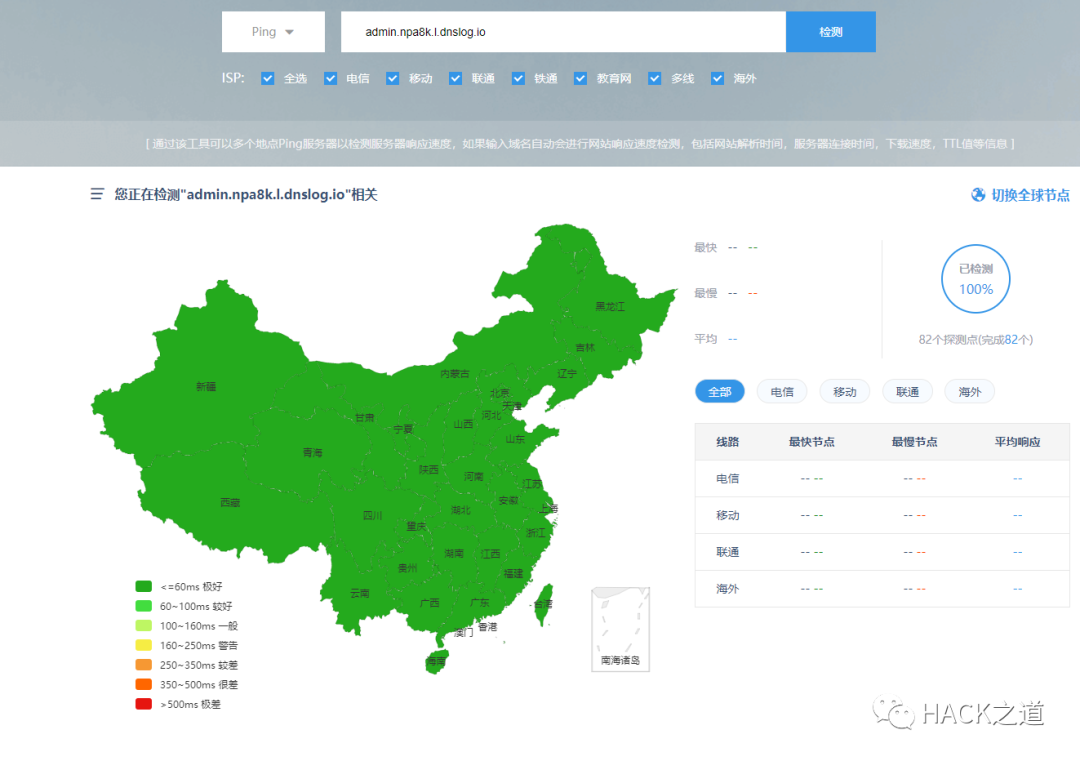 Ping
admin.npa8k.l.dnslog.io
检测
ISP: 全选 电信 移动 联通 铁通 教育网 多线 海外
[ 通过该工具可以多个地点Ping服务器以检测服务器响应速度，如果输入域名自动会进行网站响应速度检测，包括网站解析时间，服务器连接时间，下载速度，TTL值等信息 ]
您正在检测"admin.npa8k.l.dnslog.io"相关
切换全球节点
黑龙江
吉林
辽宁
内蒙古
新疆
北京
天津
河北
甘肃
宁夏
山西
山东
青海
陕西
河南
江苏
西藏
安徽
上海
四川
湖北
重庆
浙江
湖南
江西
贵州
福建
云南
广西
广东
台湾
香港
澳门
海南
南海诸岛
<=60ms 极好
60~100ms 较好
100~160ms 一般
160~250ms 警告
250~350ms 较差
350~500ms 很差
>500ms 极差
最快 -- --
最慢 -- --
平均 --
已检测
100%
82个探测点(完成82个)
全部 电信 移动 联通 海外
线路 最快节点 最慢节点 平均响应
电信 -- -- -- -- --
移动 -- -- -- -- --
联通 -- -- -- -- --
海外 -- -- -- -- --
HACK之道